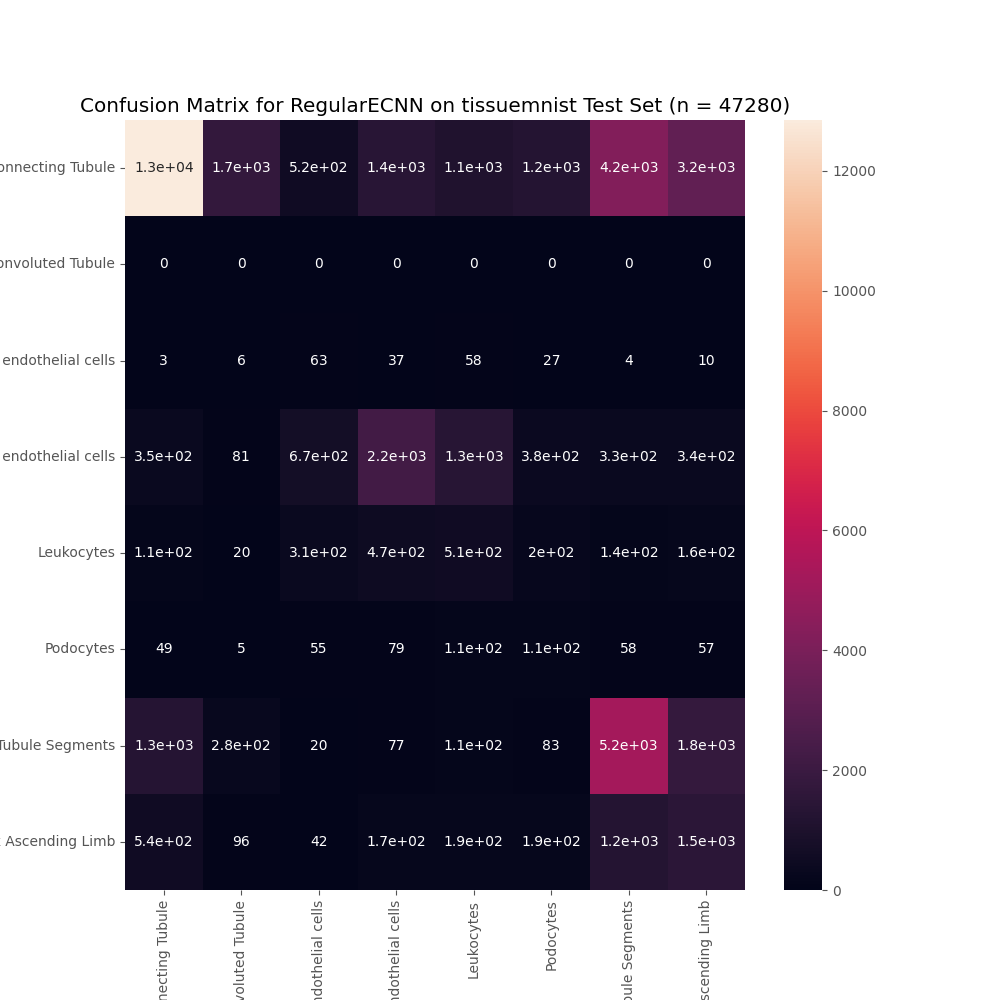 Confusion Matrix for RegularECNN on tissuemnist Test Set (n = 47280)
onnecting Tubule 1.3e+04 1.7e+03 5.2e+02 1.4e+03 1.1e+03 1.2e+03 4.2e+03 3.2e+03
onvoluted Tubule 0 0 0 0 0 0 0 0
endothelial cells 3 6 63 37 58 27 4 10
endothelial cells 3.5e+02 81 6.7e+02 2.2e+03 1.3e+03 3.8e+02 3.3e+02 3.4e+02
Leukocytes 1.1e+02 20 3.1e+02 4.7e+02 5.1e+02 2e+02 1.4e+02 1.6e+02
Podocytes 49 5 55 79 1.1e+02 1.1e+02 58 57
Tubule Segments 1.3e+03 2.8e+02 20 77 1.1e+02 83 5.2e+03 1.8e+03
Ascending Limb 5.4e+02 96 42 1.7e+02 1.9e+02 1.9e+02 1.2e+03 1.5e+03
necting Tubule
voluted Tubule
ndothelial cells
ndothelial cells
Leukocytes
Podocytes
bule Segments
scending Limb
12000
10000
8000
6000
4000
2000
0